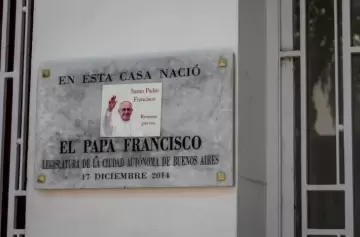 EN ESTA CASA NACIÓ
Santo Padre
Francisco
EL PAPA FRANCISCO
LEGISLATURA DE LA CIUDAD AUTÓNOMA DE BUENOS AIRES
17 DICIEMBRE 2014